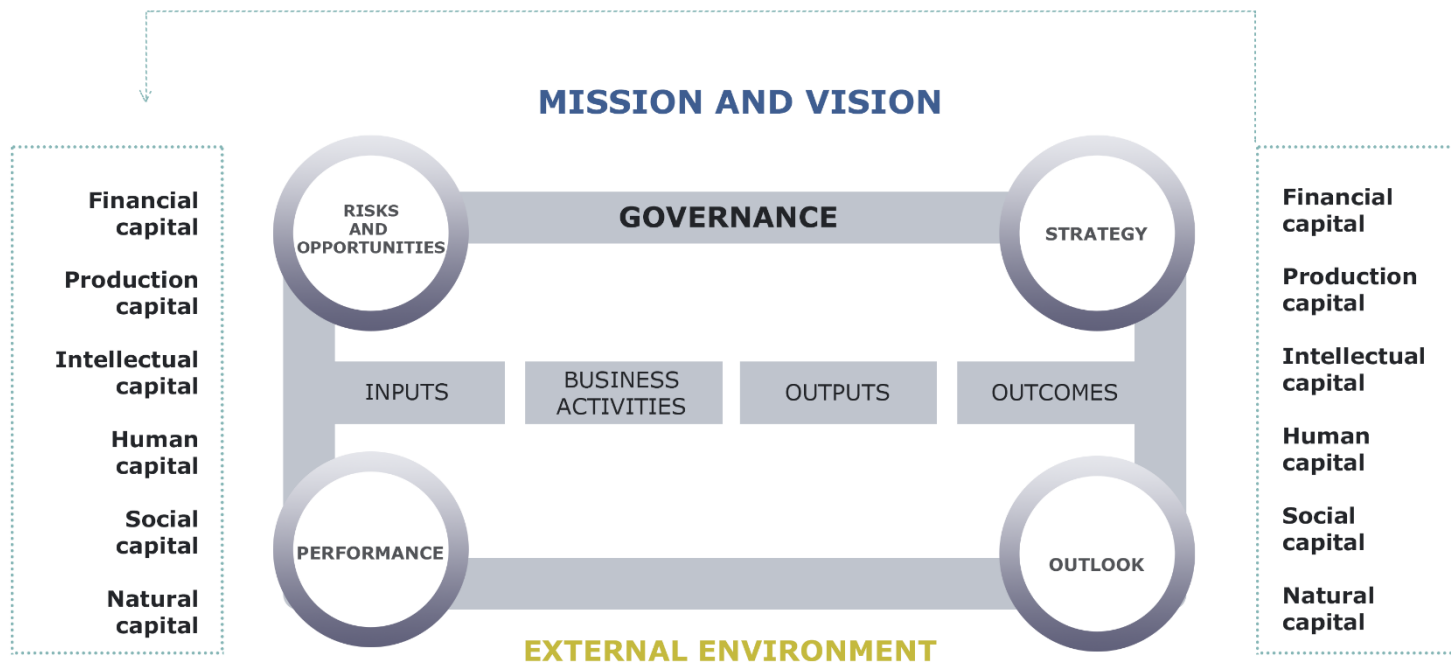 MISSION AND VISION
Financial
capital
Production
capital
Intellectual
capital
Human
capital
Social
capital
Natural
capital
RISKS
AND
OPPORTUNITIES
GOVERNANCE
STRATEGY
INPUTS
BUSINESS
ACTIVITIES
OUTPUTS
OUTCOMES
PERFORMANCE
OUTLOOK
EXTERNAL ENVIRONMENT
Financial
capital
Production
capital
Intellectual
capital
Human
capital
Social
capital
Natural
capital